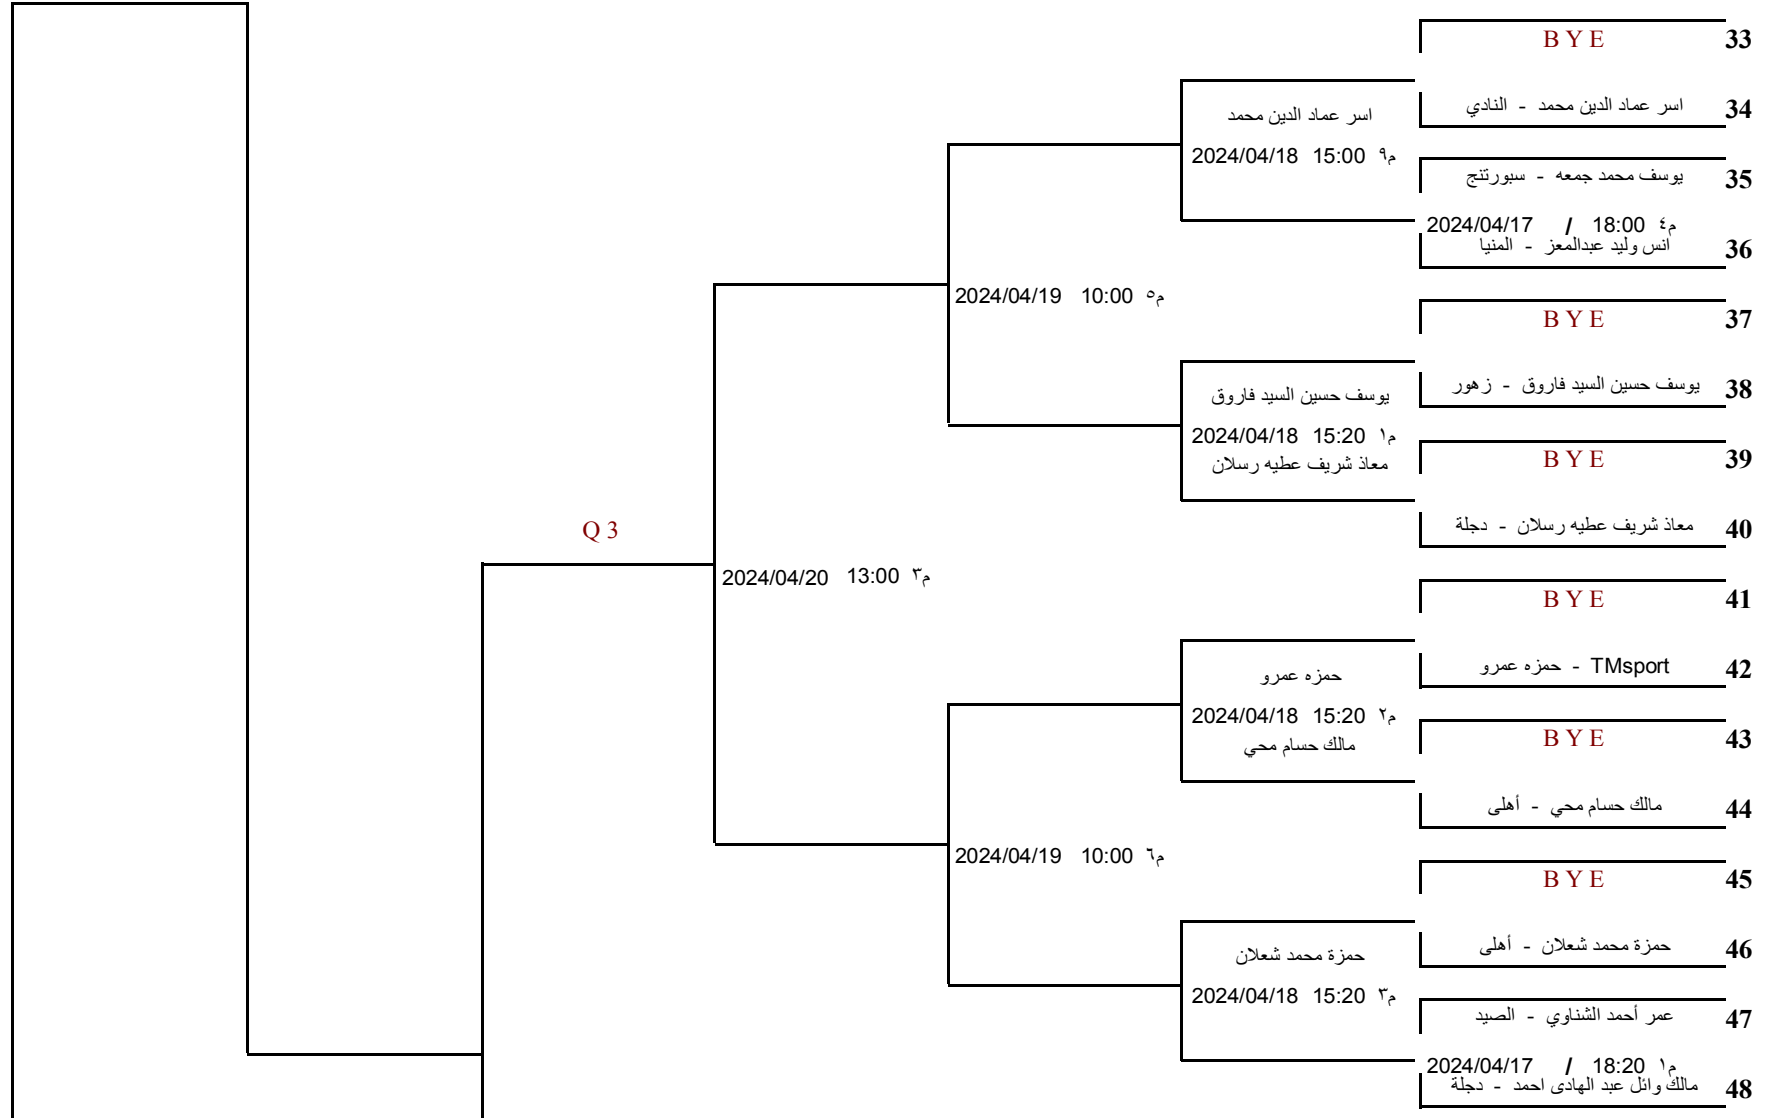 B Y E 33
اسر عماد الدين محمد - النادي 34
اسر عماد الدين محمد
2024/04/18 15:00 م٩
يوسف محمد جمعه - سبورتنج 35
2024/04/17 / 18:00 م٤
انس وليد عبدالمعز - المنيا 36
2024/04/19 10:00 م٥
B Y E 37
يوسف حسين السيد فاروق - زهور 38
يوسف حسين السيد فاروق
2024/04/18 15:20 م١
معاذ شريف عطيه رسلان
B Y E 39
معاذ شريف عطيه رسلان - دجلة 40
Q 3
2024/04/20 13:00 م٣
B Y E 41
حمزه عمرو - TMsport 42
حمزه عمرو
2024/04/18 15:20 م٢
مالك حسام محي
B Y E 43
مالك حسام محي - أهلى 44
2024/04/19 10:00 م٦
B Y E 45
حمزة محمد شعلان - أهلى 46
حمزة محمد شعلان
2024/04/18 15:20 م٣
عمر أحمد الشناوي - الصيد 47
2024/04/17 / 18:20 م١
مالك وائل عبد الهادى احمد - دجلة 48